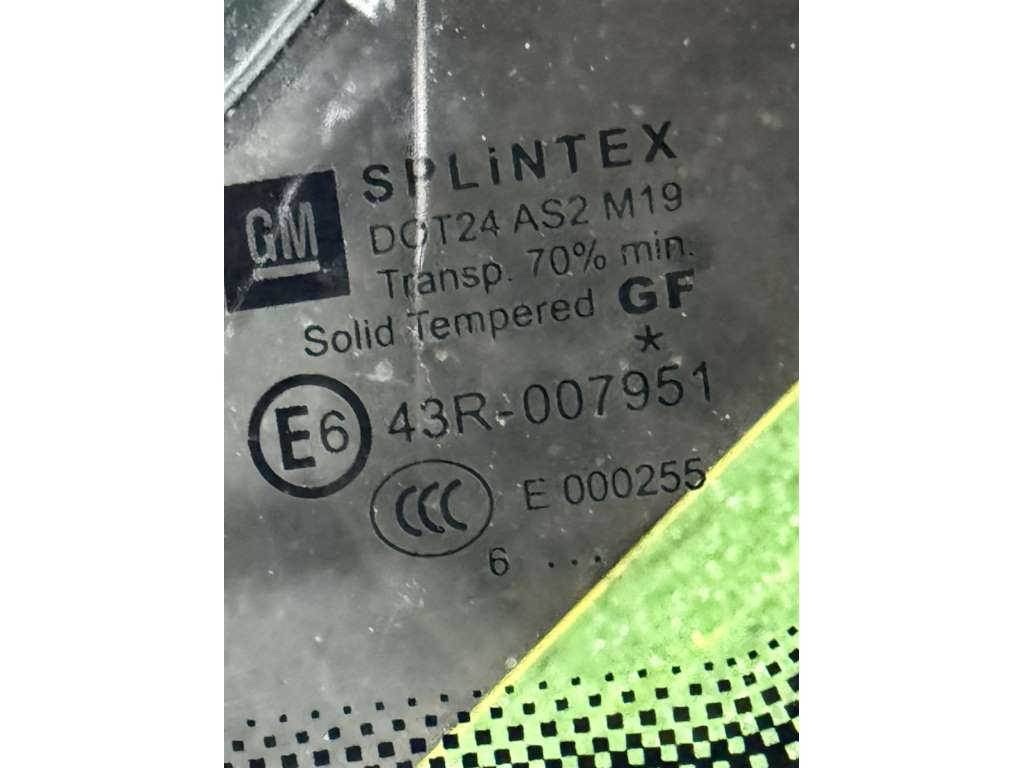 SPLiNTEX
GM
DOT24 AS2 M19
Transp. 70% min.
Solid Tempered GF
*
E6 43R-007951
CCC E 000255
6 ...